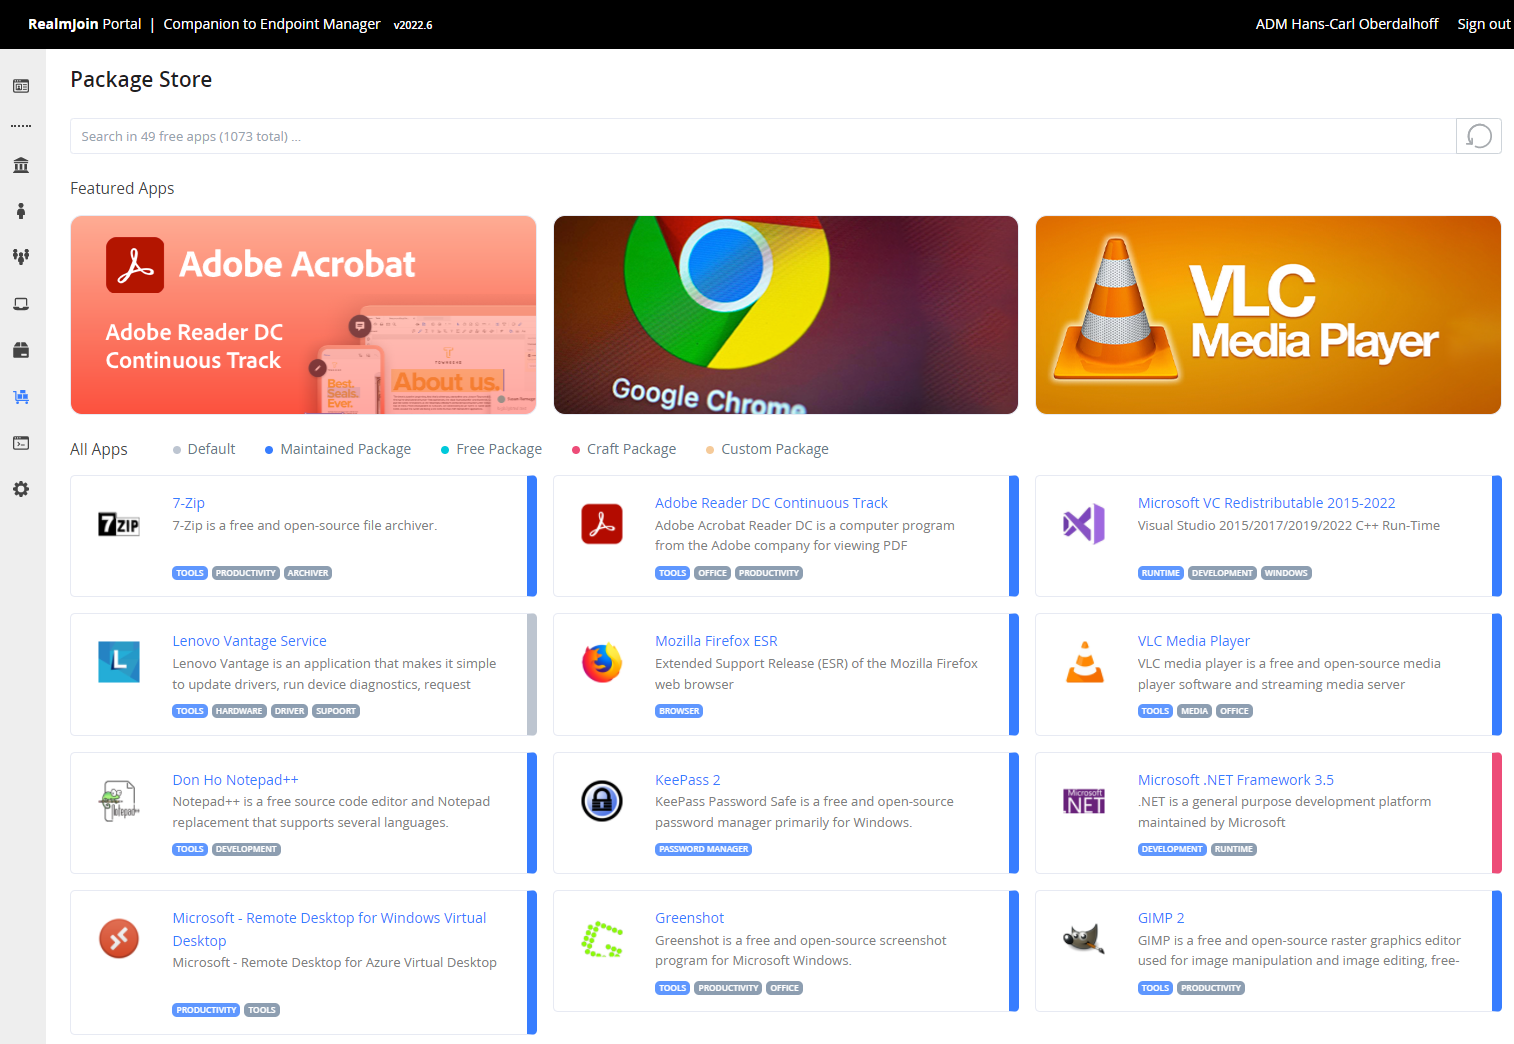 RealmJoin Portal | Companion to Endpoint Manager v2022.6
ADM Hans-Carl Oberdalhoff Sign out
Package Store
Search in 49 free apps (1073 total) ...
Featured Apps
Adobe Acrobat
Adobe Reader DC
Continuous Track
Best.
Seals.
Ever.
About us.
Google Chrome
VLC
Media Player
All Apps Default Maintained Package Free Package Craft Package Custom Package
7ZIP
7-Zip
7-Zip is a free and open-source file archiver.
TOOLS PRODUCTIVITY ARCHIVER
Adobe Reader DC Continuous Track
Adobe Acrobat Reader DC is a computer program
from the Adobe company for viewing PDF
TOOLS OFFICE PRODUCTIVITY
Microsoft VC Redistributable 2015-2022
Visual Studio 2015/2017/2019/2022 C++ Run-Time
RUNTIME DEVELOPMENT WINDOWS
L
Lenovo Vantage Service
Lenovo Vantage is an application that makes it simple
to update drivers, run device diagnostics, request
TOOLS HARDWARE DRIVER SUPOORT
Mozilla Firefox ESR
Extended Support Release (ESR) of the Mozilla Firefox
web browser
BROWSER
VLC Media Player
VLC media player is a free and open-source media
player software and streaming media server
TOOLS MEDIA OFFICE
Don Ho Notepad++
Notepad++ is a free source code editor and Notepad
replacement that supports several languages.
TOOLS DEVELOPMENT
KeePass 2
KeePass Password Safe is a free and open-source
password manager primarily for Windows.
PASSWORD MANAGER
Microsoft
.NET
Microsoft .NET Framework 3.5
.NET is a general purpose development platform
maintained by Microsoft
DEVELOPMENT RUNTIME
Microsoft - Remote Desktop for Windows Virtual
Desktop
Microsoft - Remote Desktop for Azure Virtual Desktop
PRODUCTIVITY TOOLS
Greenshot
Greenshot is a free and open-source screenshot
program for Microsoft Windows.
TOOLS PRODUCTIVITY OFFICE
GIMP 2
GIMP is a free and open-source raster graphics editor
used for image manipulation and image editing, free-
TOOLS PRODUCTIVITY